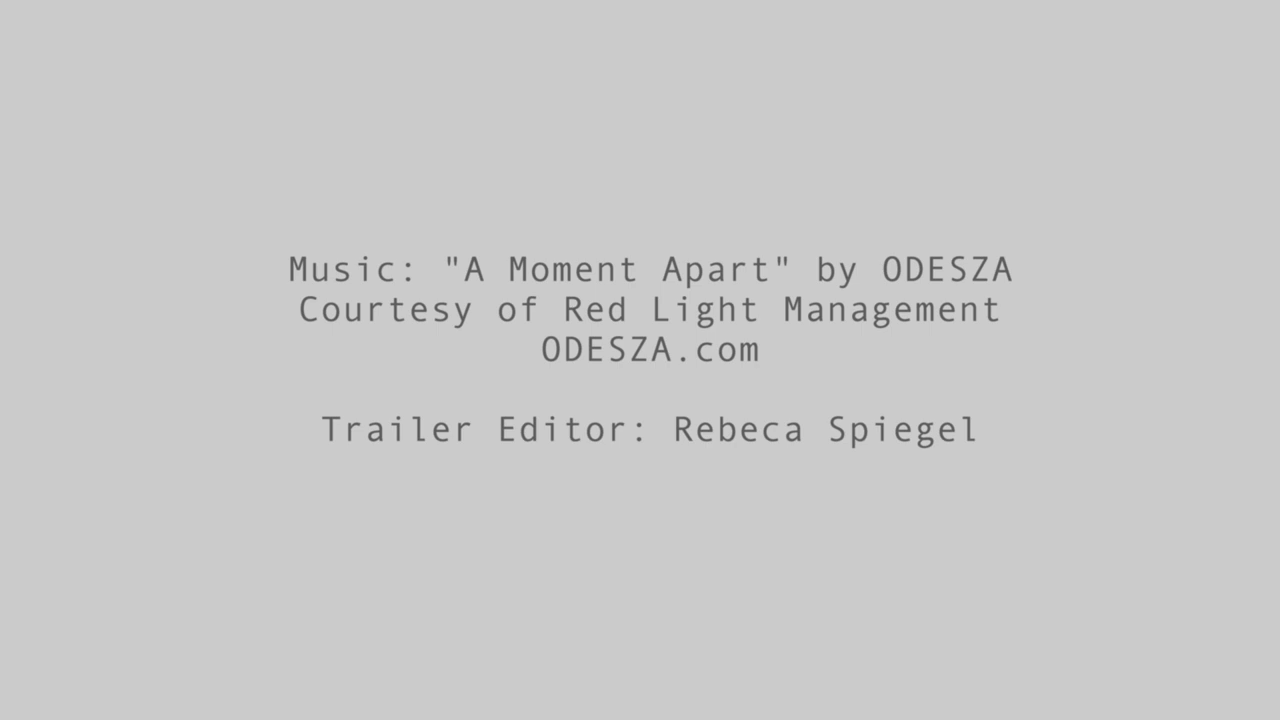 Music: "A Moment Apart" by ODESZA
Courtesy of Red Light Management
ODESZA.com
Trailer Editor: Rebeca Spiegel